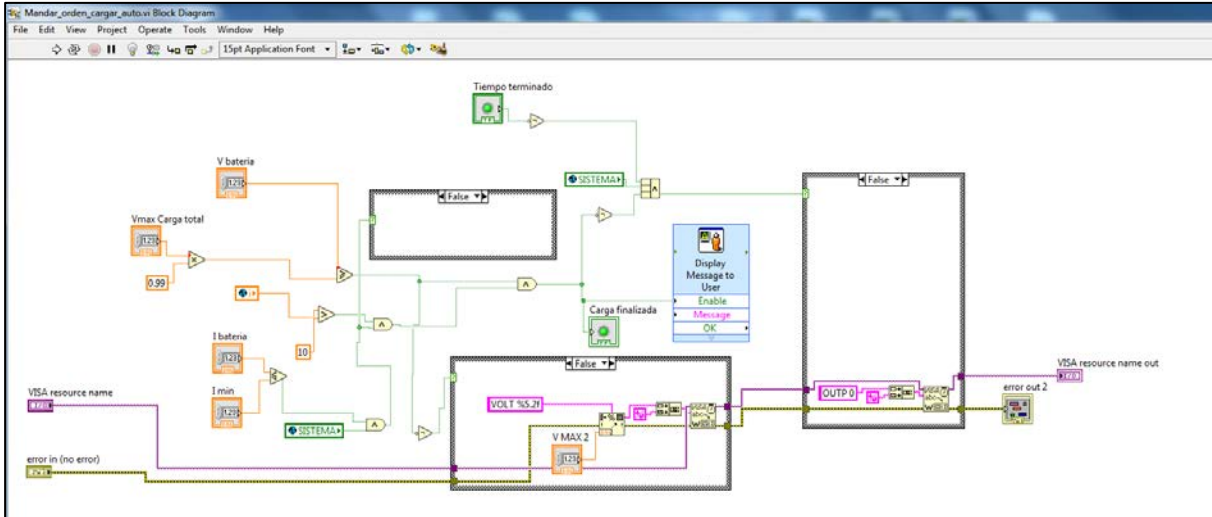 Mandar_orden_cargar_auto.vi Block Diagram
File Edit View Project Operate Tools Window Help
15pt Application Font
Tiempo terminado
V bateria
False
SISTEMA
False
Vmax Carga total
0.99
Display
Message to
User
Enable
Message
OK
Carga finalizada
10
I bateria
I min
SISTEMA
False
VISA resource name
VOLT %5.2f
V MAX 2
error in (no error)
OUTP 0
VISA resource name out
error out 2